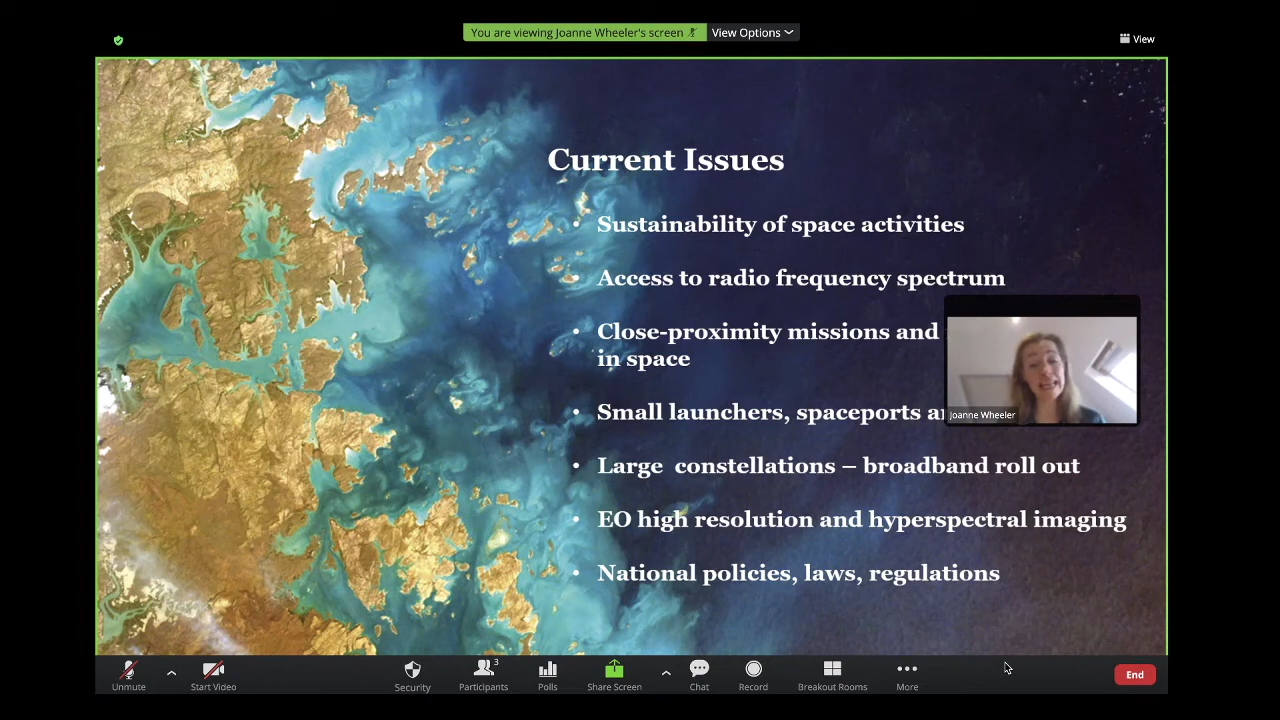 You are viewing Joanne Wheeler's screen
View Options
View
Current Issues
• Sustainability of space activities
• Access to radio frequency spectrum
• Close-proximity missions and
in space
• Small launchers, spaceports
Joanne Wheeler
• Large constellations – broadband roll out
• EO high resolution and hyperspectral imaging
• National policies, laws, regulations
3
Unmute
Start Video
Security
Participants
Polls
Share Screen
Chat
Record
Breakout Rooms
More
End